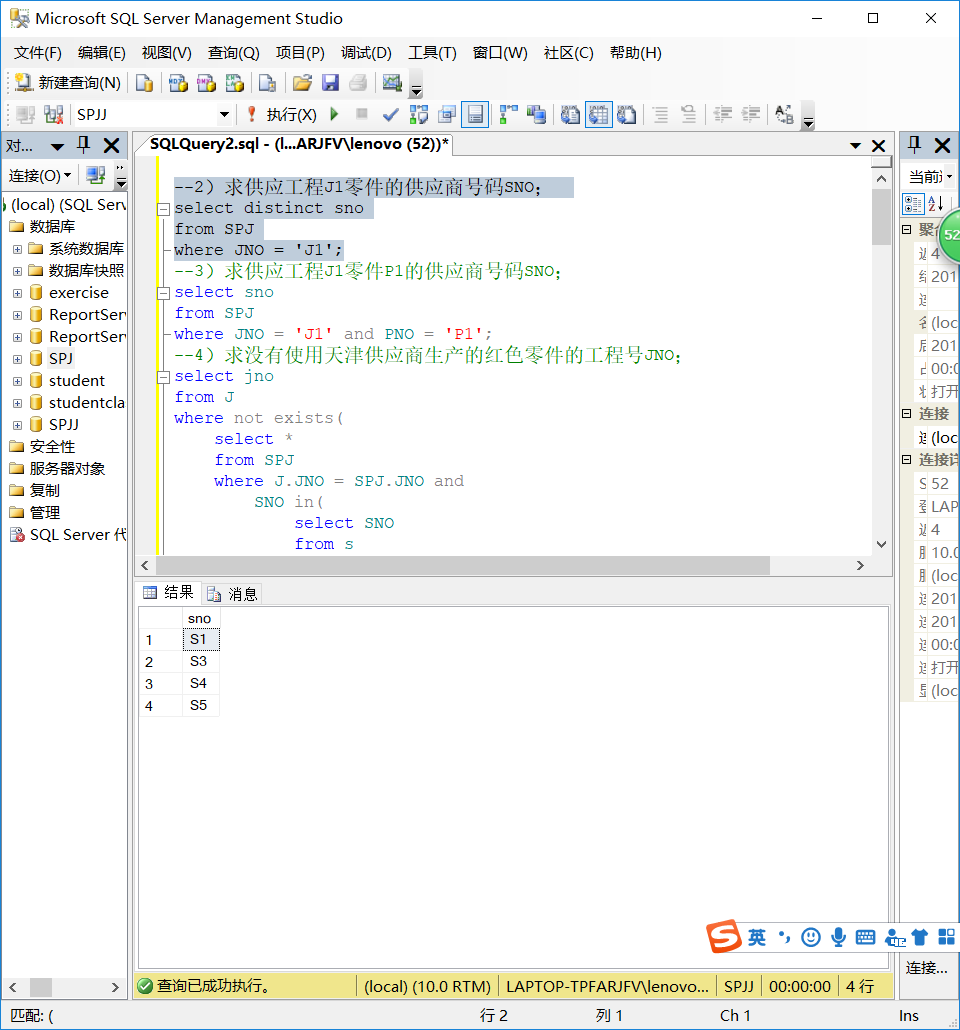 Microsoft SQL Server Management Studio
文件(F) 编辑(E) 视图(V) 查询(Q) 项目(P) 调试(D) 工具(T) 窗口(W) 社区(C) 帮助(H)
新建查询(N)
SPJJ 执行(X)
对... SQLQuery2.sql - (l...ARJFV\lenovo (52))*
连接(O)
(local) (SQL Serv
数据库
系统数据库
数据库快照
exercise
ReportServ
ReportServ
SPJ
student
studentcla
SPJJ
安全性
服务器对象
复制
管理
SQL Server 代
--2）求供应工程J1零件的供应商号码SNO；
select distinct sno
from SPJ
where JNO = 'J1';
--3）求供应工程J1零件P1的供应商号码SNO；
select sno
from SPJ
where JNO = 'J1' and PNO = 'P1';
--4）求没有使用天津供应商生产的红色零件的工程号JNO；
select jno
from J
where not exists(
select *
from SPJ
where J.JNO = SPJ.JNO and
SNO in(
select SNO
from s
结果 消息
sno
1 S1
2 S3
3 S4
4 S5
当前
52
4
201
(loc
201
00:0
打开
连接
(loc
连接详
52
LAP
4
10.0
(loc
201
201
00:0
打开
(loc
英
连接...
查询已成功执行。 (local) (10.0 RTM) LAPTOP-TPFARJFV\lenovo... SPJJ 00:00:00 4 行
匹配: ( 行 2 列 1 Ch 1 Ins